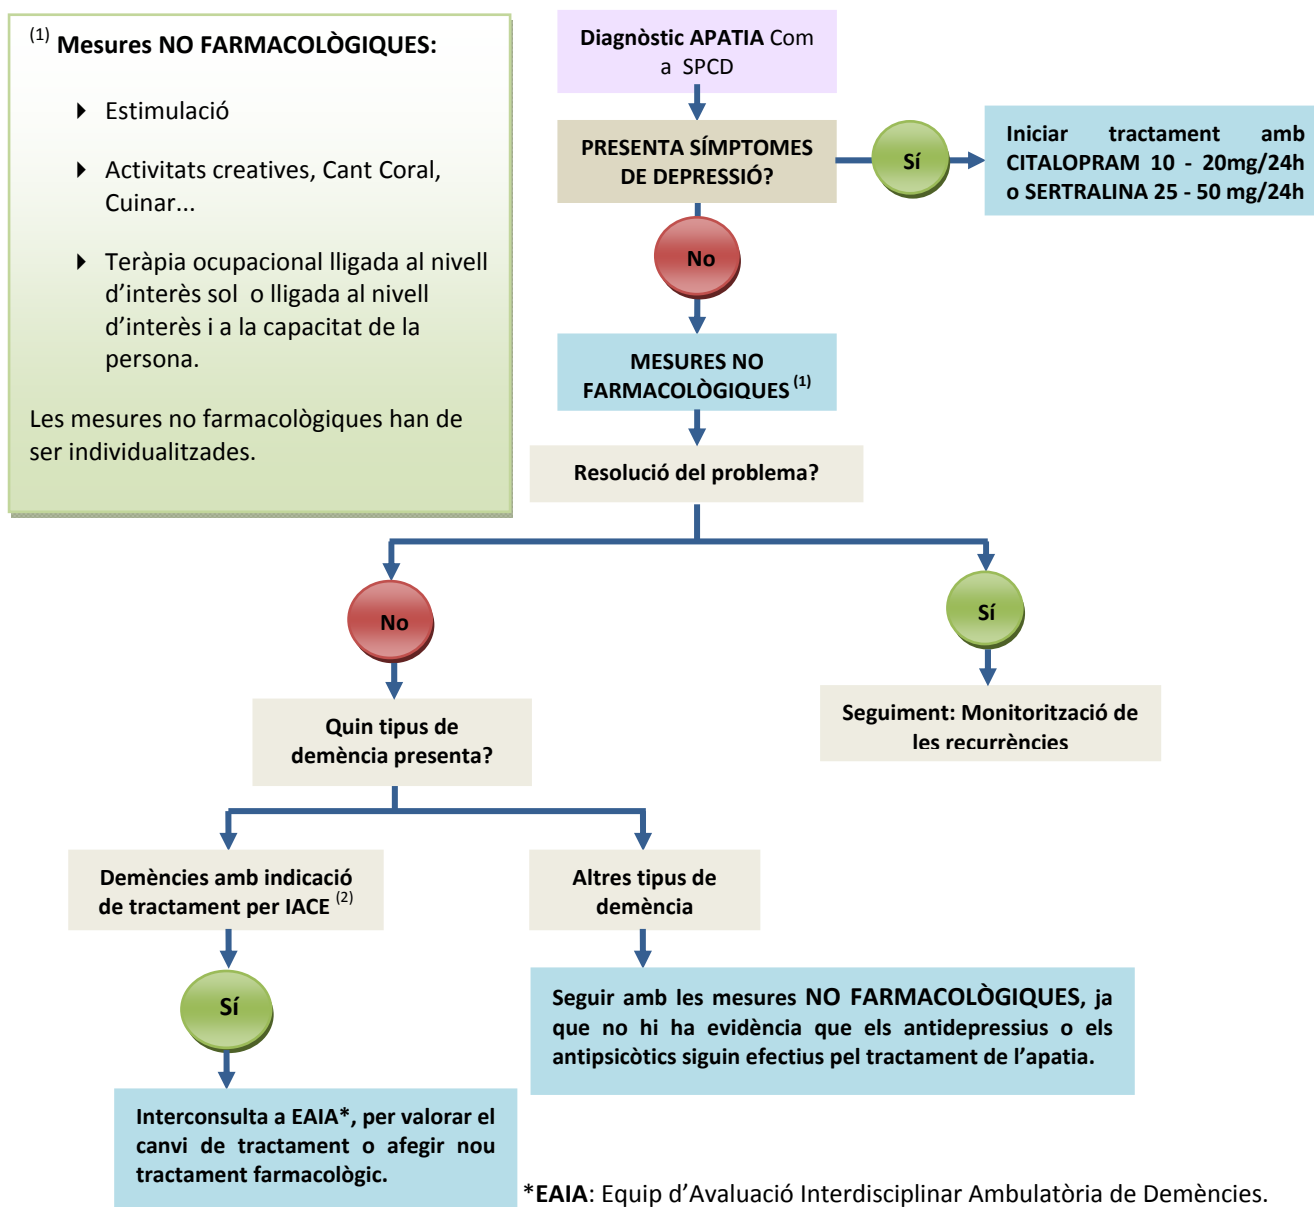 (1) Mesures NO FARMACOLÒGIQUES:
Estimulació
Activitats creatives, Cant Coral,
Cuinar...
Teràpia ocupacional lligada al nivell
d'interès sol o lligada al nivell
d'interès i a la capacitat de la
persona.
Les mesures no farmacològiques han de
ser individualitzades.
Diagnòstic APATIA Com
a SPCD
PRESENTA SÍMPTOMES
DE DEPRESSIÓ?
Sí
Iniciar tractament amb
CITALOPRAM 10 - 20mg/24h
o SERTRALINA 25 - 50 mg/24h
No
MESURES NO
FARMACOLÒGIQUES (1)
Resolució del problema?
No
Sí
Quin tipus de
demència presenta?
Seguiment: Monitorització de
les recurrències
Demències amb indicació
de tractament per IACE (2)
Altres tipus de
demència
Sí
Seguir amb les mesures NO FARMACOLÒGIQUES, ja
que no hi ha evidència que els antidepressius o els
antipsicòtics siguin efectius pel tractament de l'apatia.
Interconsulta a EAIA*, per valorar el
canvi de tractament o afegir nou
tractament farmacològic.
*EAIA: Equip d'Avaluació Interdisciplinar Ambulatòria de Demències.